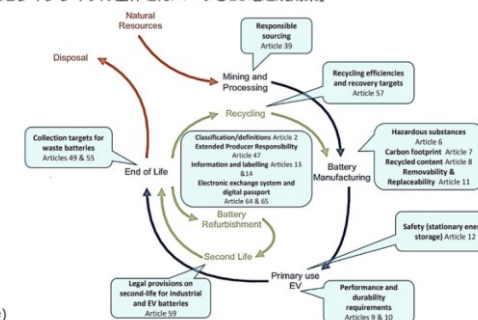 Natural
Resources
Responsible
sourcing
Article 39
Disposal
Mining and
Processing
Recycling efficiencies
and recovery targets
Article 57
Recycling
Collection targets for
waste batteries
Articles 49 & 55
Classification/definitions Article 2
Extended Producer Responsibility
Article 47
Information and labelling Articles 13
&14
Electronic exchange system and
digital passport
Article 64 & 65
Hazardous substances
Article 6
Carbon footprint Article 7
Recycled content Article 8
Removability &
Replaceability Article 11
End of Life
Battery
Manufacturing
Battery
Refurbishment
Safety (stationary ener
storage) Article 12
Second Life
Primary use
EV
Legal provisions on
second-life for industrial
and EV batteries
Article 59
Performance and
durability
requirements
Articles 9 & 10